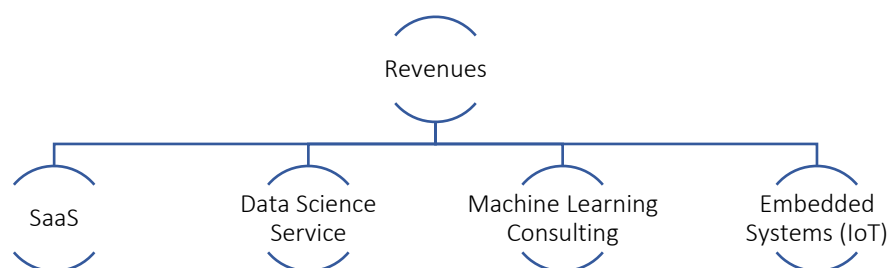 Revenues
SaaS
Data Science
Service
Machine Learning
Consulting
Embedded
Systems (IoT)